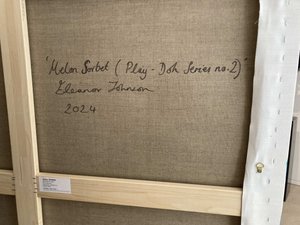 'Melon Sorbet (Play-Doh Series no.2)'
Eleanor Johnson
2024